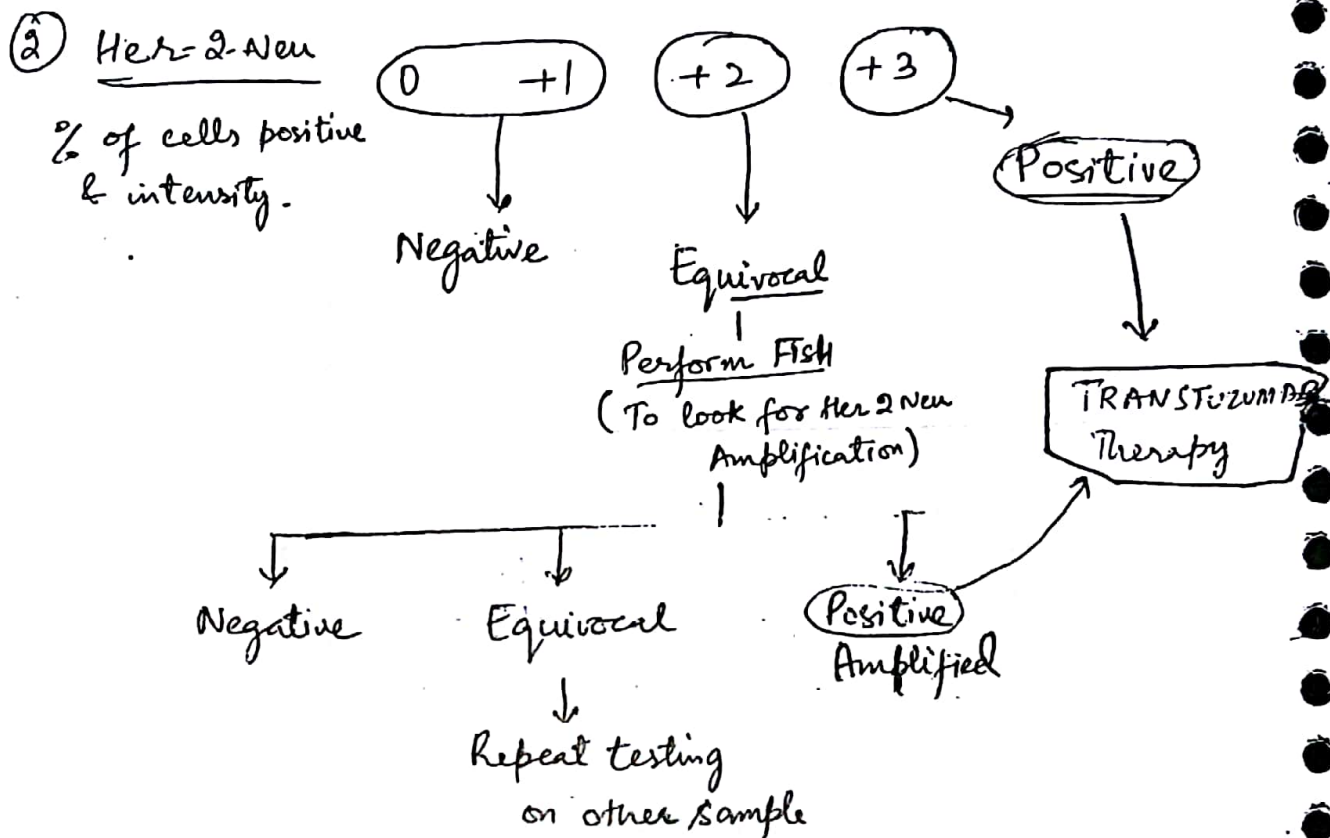 2 Her-2-Neu
0 +1 +2 +3
% of cells positive
& intensity.
Positive
Negative
Equivocal
Perform FISH
(To look for Her 2 Neu
Amplification)
TRANSTUZUMAB
Therapy
Negative Equivocal Positive
Amplified
Repeat testing
on other sample